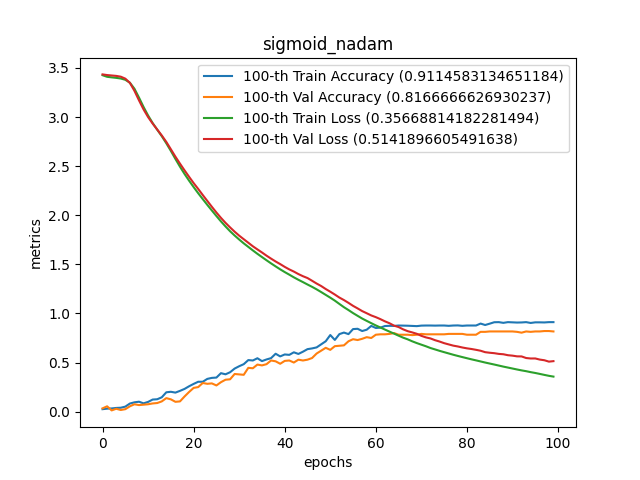 sigmoid_nadam
100-th Train Accuracy (0.9114583134651184)
100-th Val Accuracy (0.8166666626930237)
100-th Train Loss (0.35668814182281494)
100-th Val Loss (0.5141896605491638)
3.5
3.0
2.5
2.0
1.5
1.0
0.5
0.0
metrics
0 20 40 60 80 100
epochs